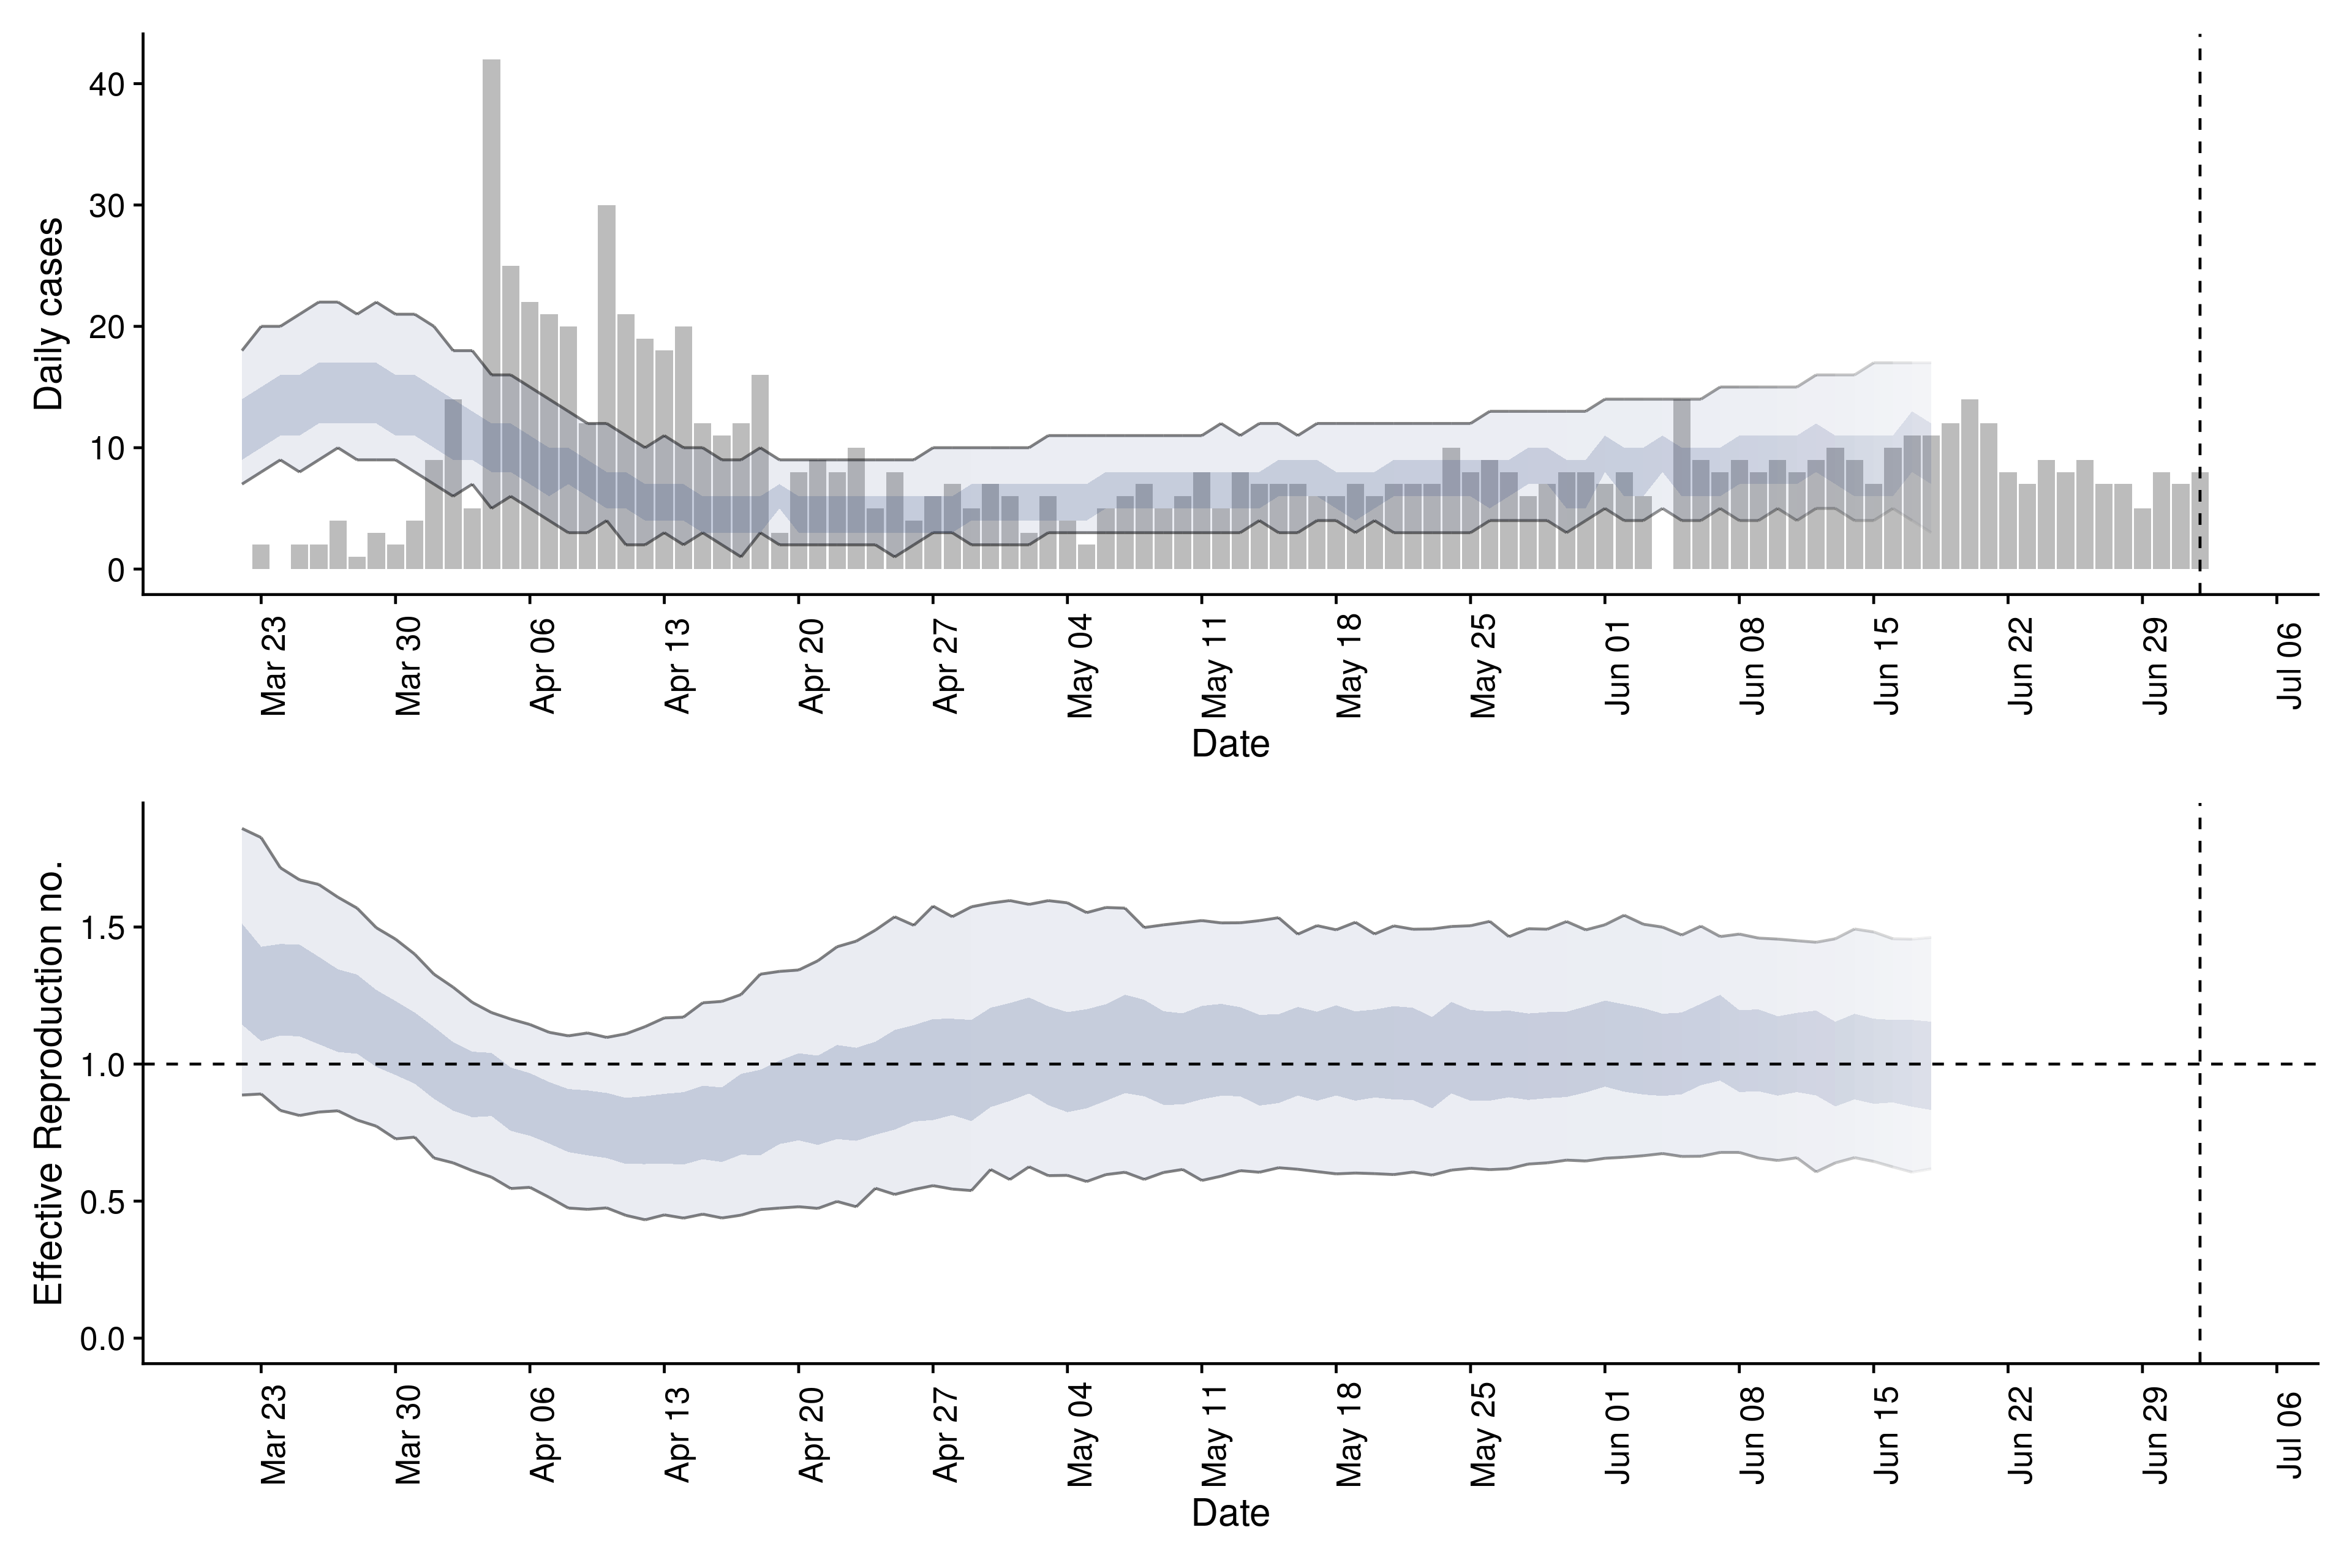 Daily cases
40
30
20
10
0
Mar 23
Mar 30
Apr 06
Apr 13
Apr 20
Apr 27
May 04
May 11
May 18
May 25
Jun 01
Jun 08
Jun 15
Jun 22
Jun 29
Jul 06
Date
Effective Reproduction no.
1.5
1.0
0.5
0.0
Mar 23
Mar 30
Apr 06
Apr 13
Apr 20
Apr 27
May 04
May 11
May 18
May 25
Jun 01
Jun 08
Jun 15
Jun 22
Jun 29
Jul 06
Date